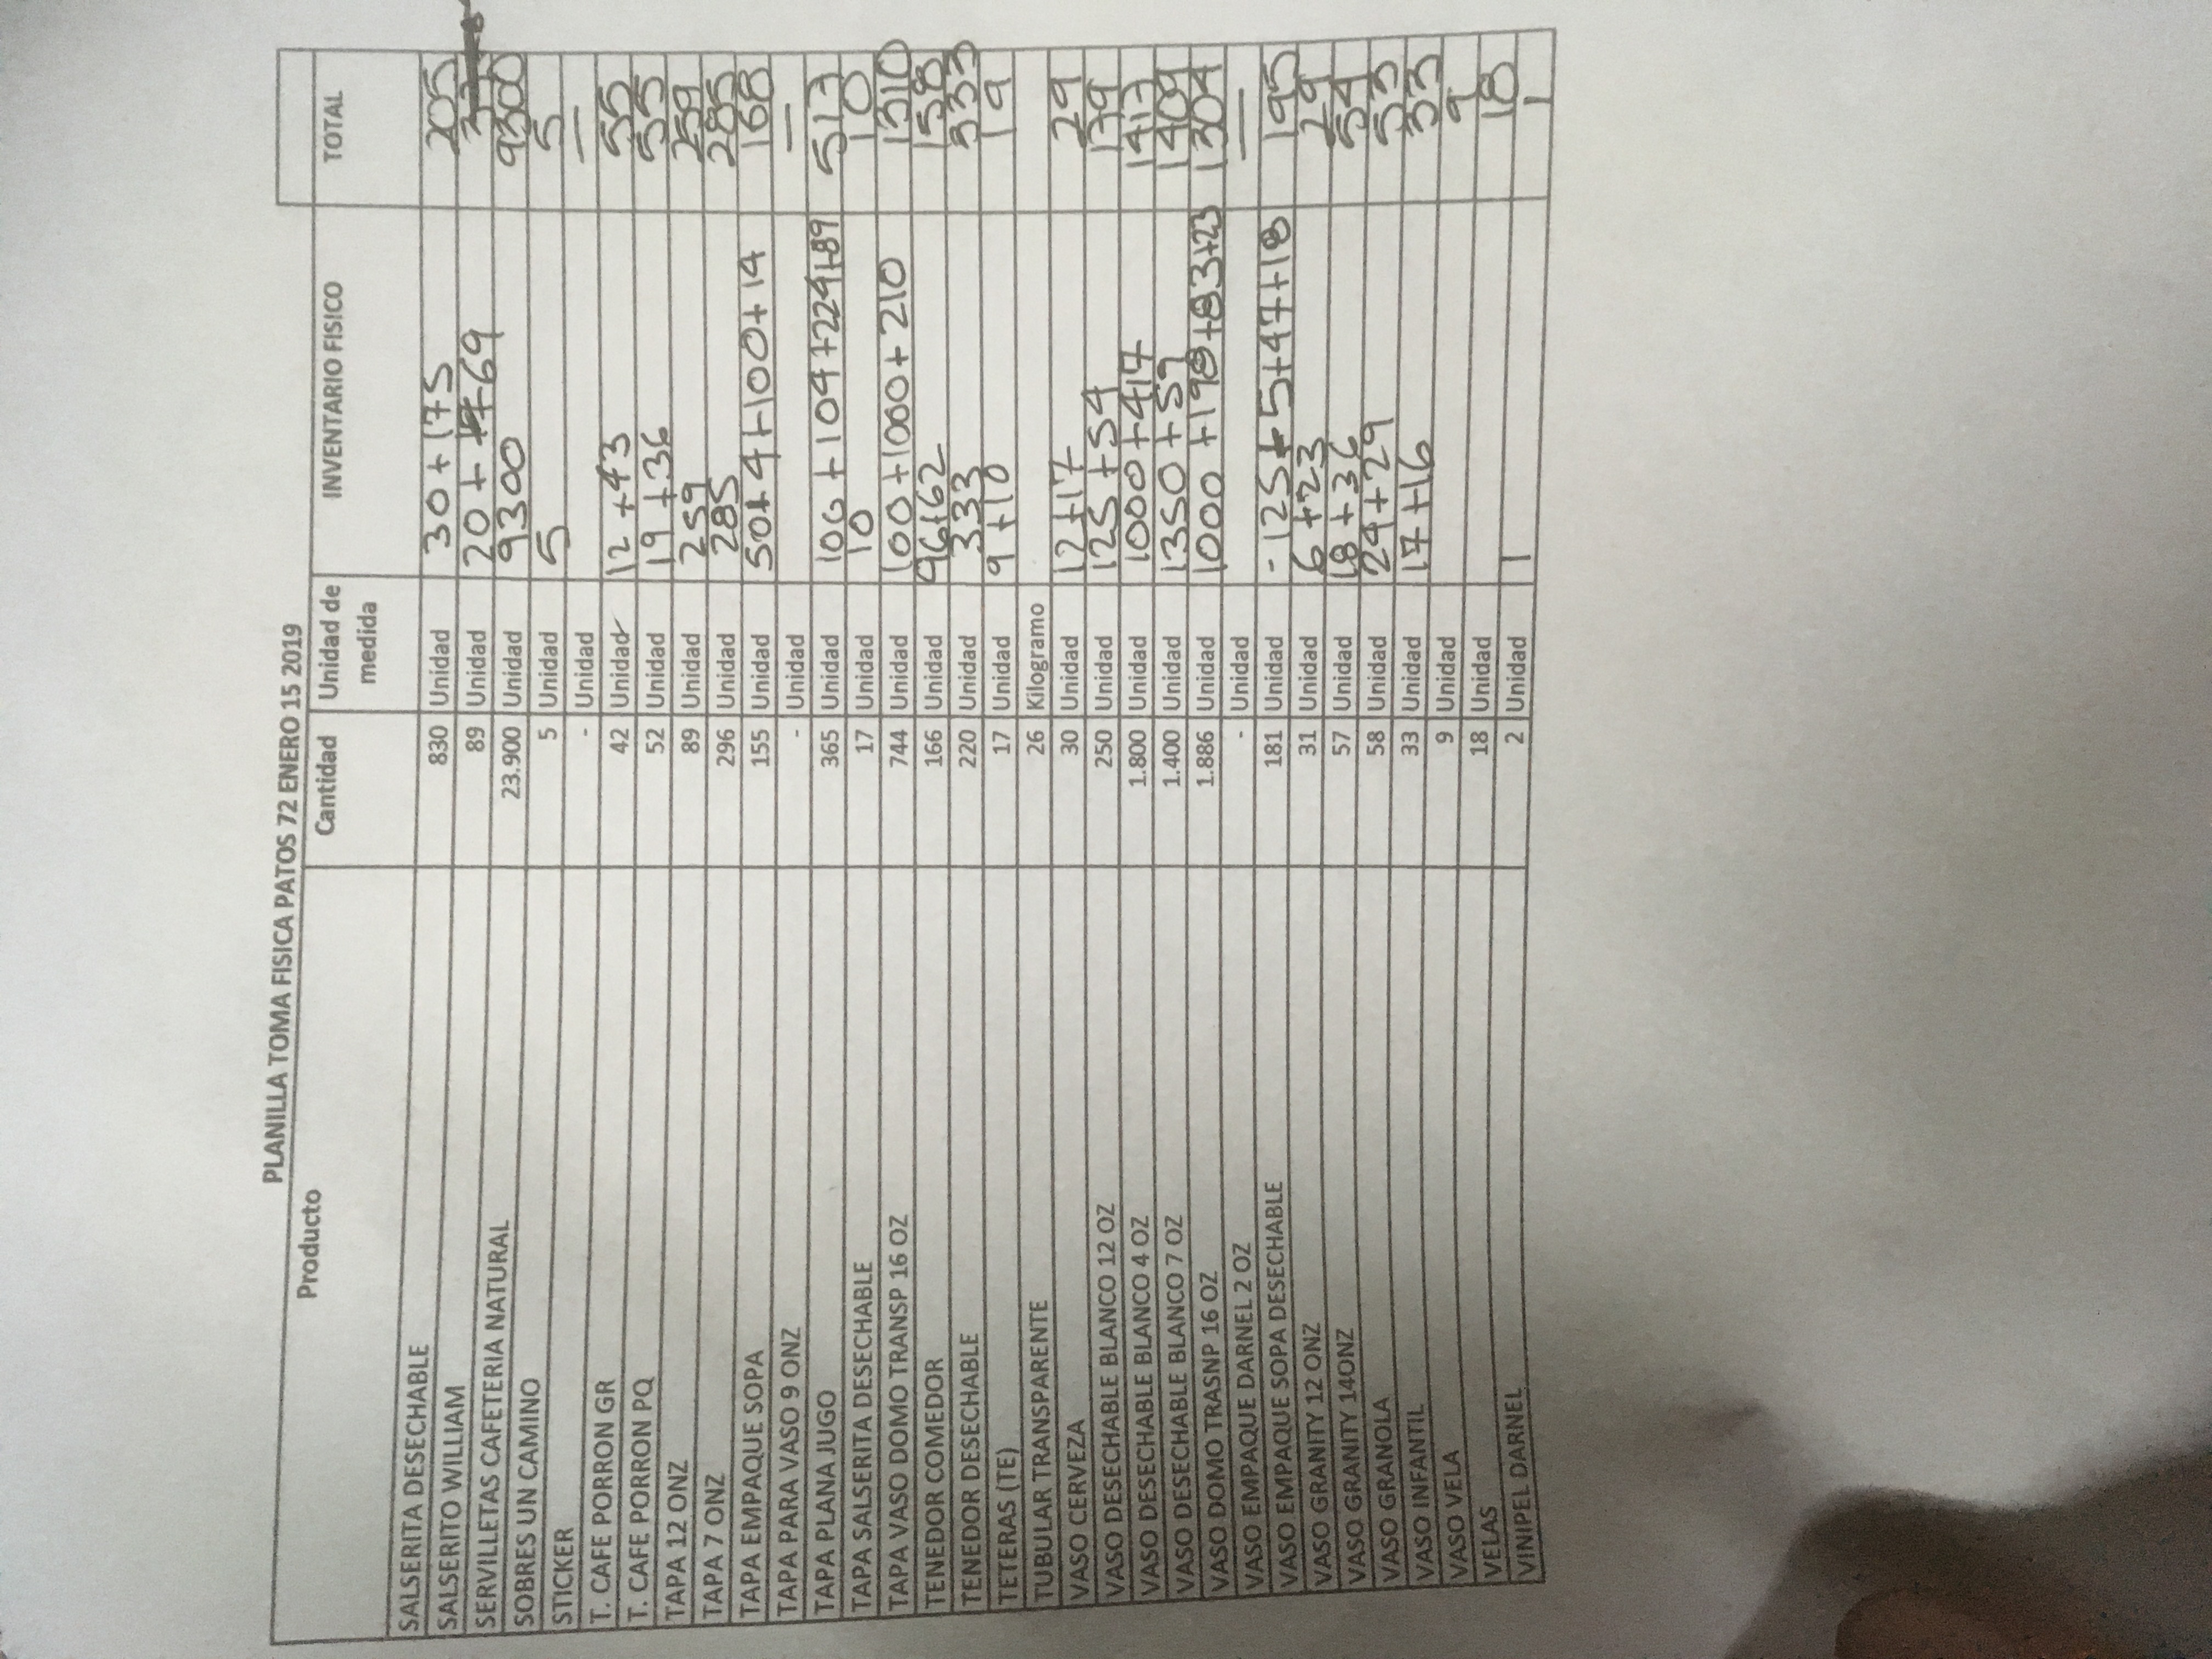 PLANILLA TOMA FISICA PATOS 72 ENERO 15 2019
Producto Cantidad Unidad de medida INVENTARIO FISICO TOTAL
SALSERITA DESECHABLE 830 Unidad 30+175 205
SALSERITO WILLIAM 89 Unidad 20+ 69
SERVILLETAS CAFETERIA NATURAL 23.900 Unidad 9300 9300
SOBRES UN CAMINO 5 Unidad 5 5
STICKER - Unidad —
T. CAFE PORRON GR 42 Unidad 12+43 55
T. CAFE PORRON PQ 52 Unidad 19+36 55
TAPA 12 ONZ 89 Unidad 259 259
TAPA 7 ONZ 296 Unidad 285 285
TAPA EMPAQUE SOPA 155 Unidad 50+4+100+14 168
TAPA PARA VASO 9 ONZ - Unidad —
TAPA PLANA JUGO 365 Unidad 100+104+224+89 517
TAPA SALSERITA DESECHABLE 17 Unidad 10 10
TAPA VASO DOMO TRANSP 16 OZ 744 Unidad 100+1000+210 1310
TENEDOR COMEDOR 166 Unidad 96+62 158
TENEDOR DESECHABLE 220 Unidad 333 333
TETERAS (TE) 17 Unidad 9+10 19
TUBULAR TRANSPARENTE 26 Kilogramo
VASO CERVEZA 30 Unidad 12+17 29
VASO DESECHABLE BLANCO 12 OZ 250 Unidad 125+54 179
VASO DESECHABLE BLANCO 4 OZ 1.800 Unidad 1000+417 1417
VASO DESECHABLE BLANCO 7 OZ 1.400 Unidad 1350+59 1409
VASO DOMO TRASNP 16 OZ 1.886 Unidad 1000+198+83+23 1304
VASO EMPAQUE DARNEL 2 OZ - Unidad —
VASO EMPAQUE SOPA DESECHABLE 181 Unidad -125+5+47+18 195
VASO GRANITY 12 ONZ 31 Unidad 6+23 29
VASO GRANITY 14ONZ 57 Unidad 18+36 54
VASO GRANOLA 58 Unidad 24+29 53
VASO INFANTIL 33 Unidad 17+16 33
VASO VELA 9 Unidad 9
VELAS 18 Unidad 18
VINIPEL DARNEL 2 Unidad 1 1